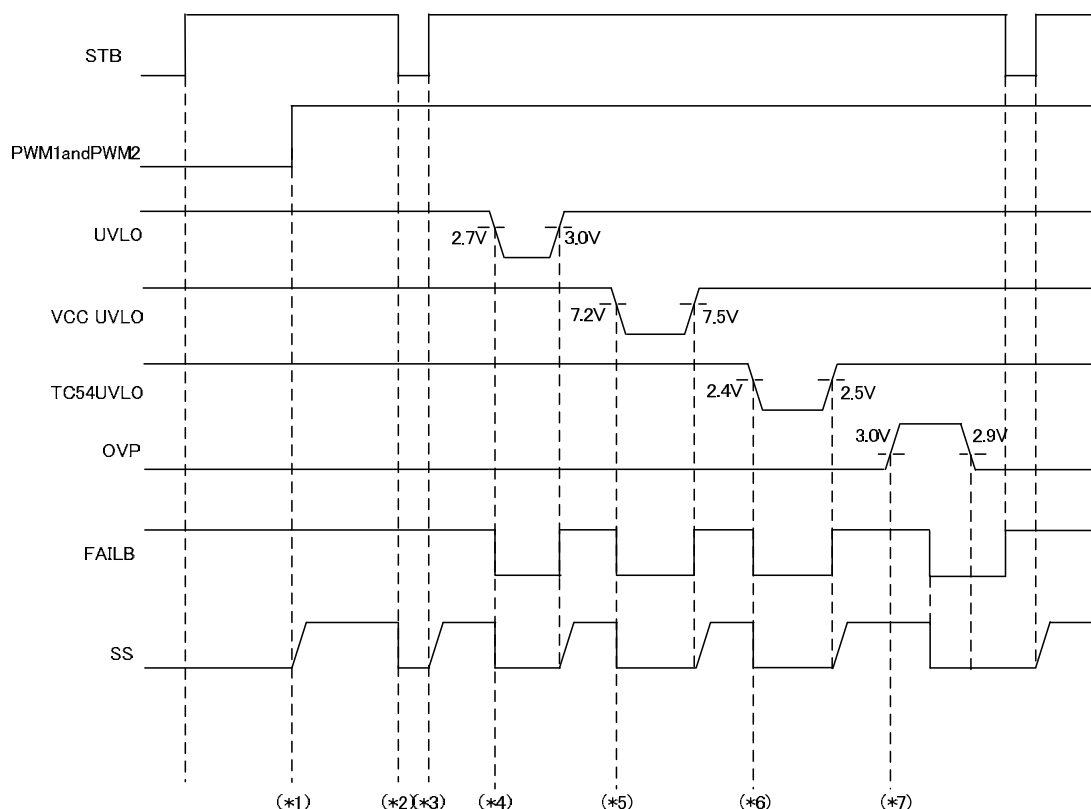 STB
PWM1andPWM2
UVLO
2.7V
3.0V
VCC UVLO
7.2V
7.5V
TC54UVLO
2.4V
2.5V
OVP
3.0V
2.9V
FAILB
SS
(*1)
(*2)
(*3)
(*4)
(*5)
(*6)
(*7)